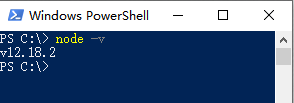 Windows PowerShell
PS C:\> node -v
v12.18.2
PS C:\>